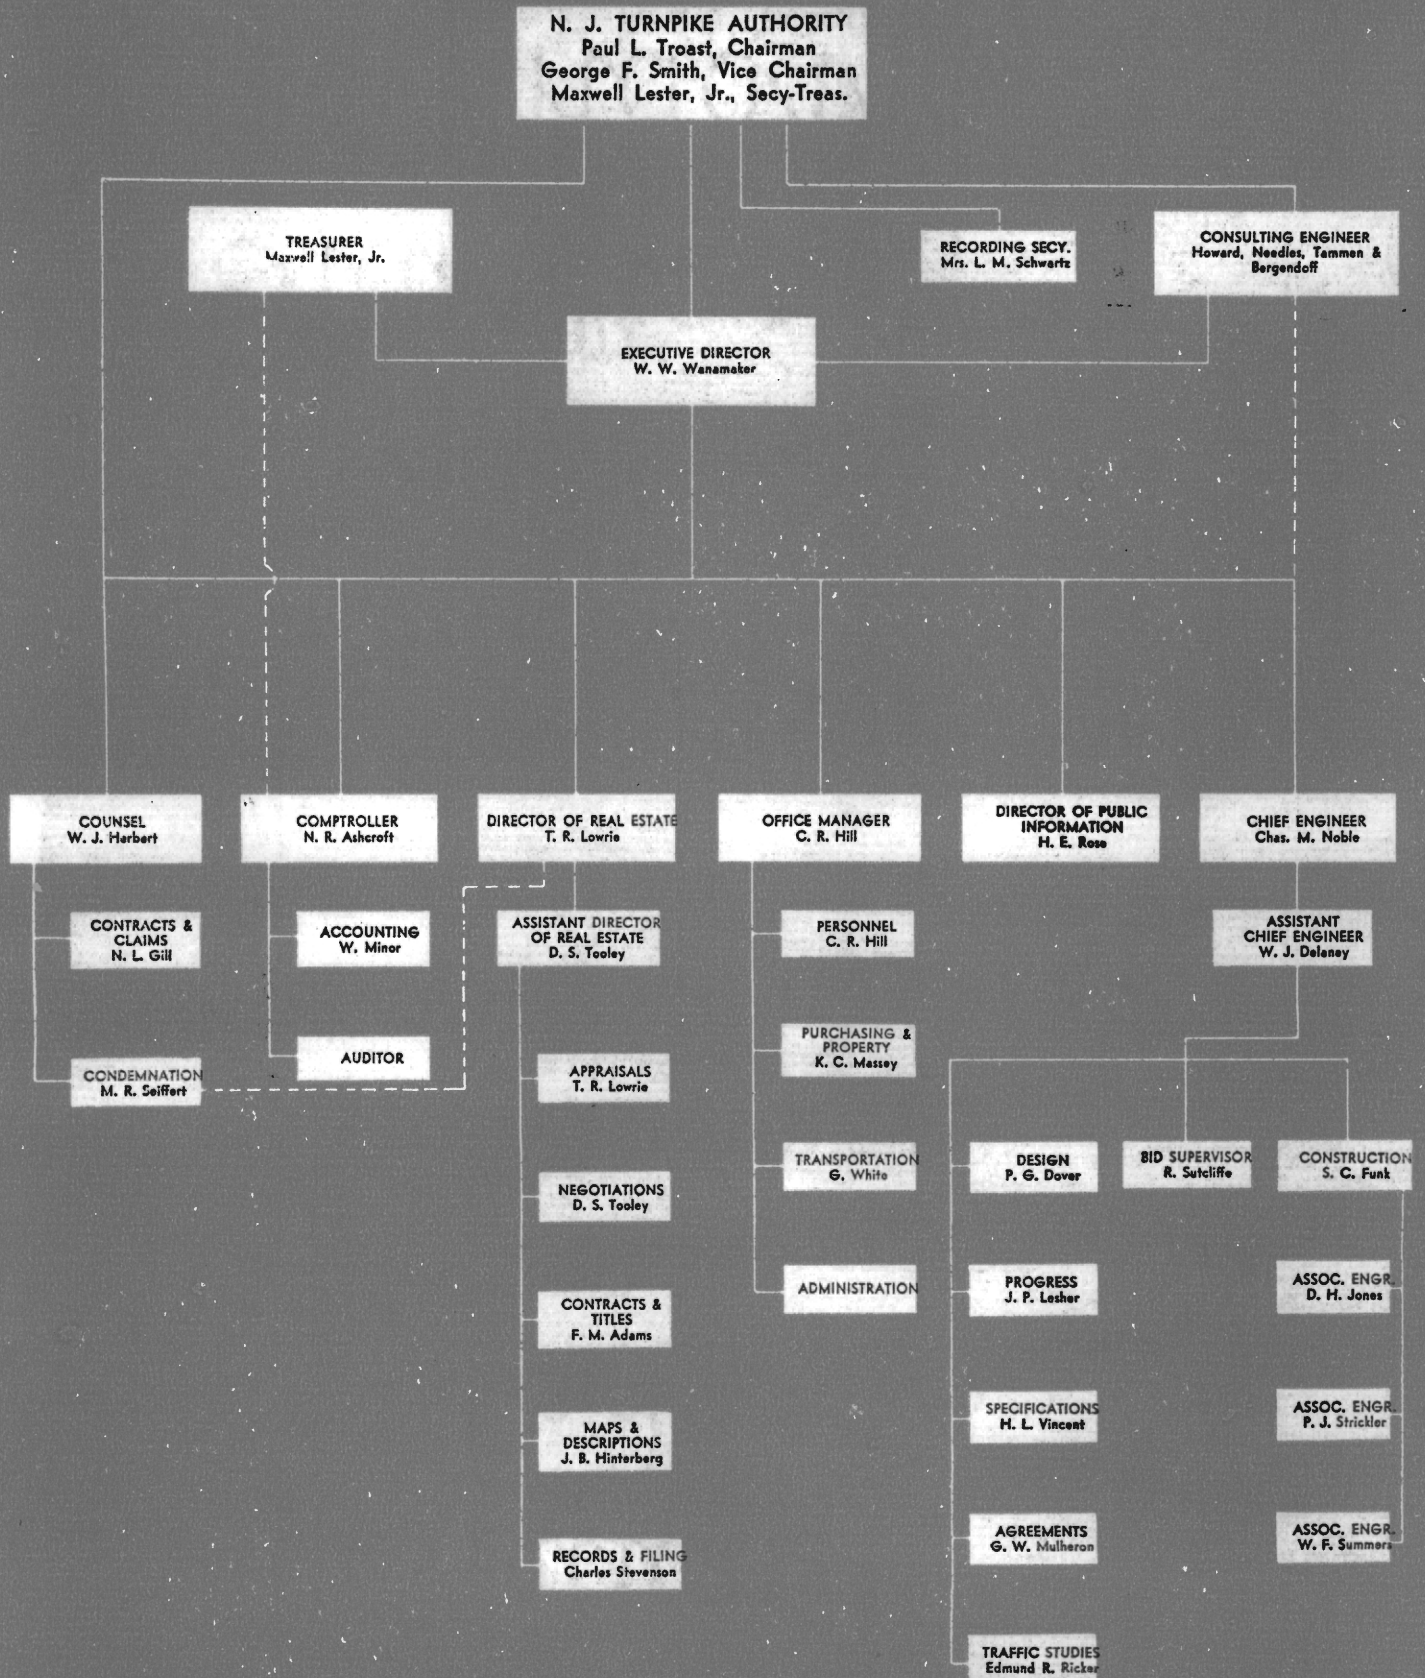 N. J. TURNPIKE AUTHORITY
Paul L. Troast, Chairman
George F. Smith, Vice Chairman
Maxwell Lester, Jr., Secy-Treas.
TREASURER
Maxwell Lester, Jr.
RECORDING SECY.
Mrs. L. M. Schwartz
CONSULTING ENGINEER
Howard, Needles, Tammen &
Bergendoff
EXECUTIVE DIRECTOR
W. W. Wanamaker
COUNSEL
W. J. Herbert
CONTRACTS &
CLAIMS
N. L. Gill
CONDEMNATION
M. R. Seiffert
COMPTROLLER
N. R. Ashcroft
ACCOUNTING
W. Minor
AUDITOR
DIRECTOR OF REAL ESTATE
T. R. Lowrie
ASSISTANT DIRECTOR
OF REAL ESTATE
D. S. Tooley
APPRAISALS
T. R. Lowrie
NEGOTIATIONS
D. S. Tooley
CONTRACTS &
TITLES
F. M. Adams
MAPS &
DESCRIPTIONS
J. B. Hinterberg
RECORDS & FILING
Charles Stevenson
OFFICE MANAGER
C. R. Hill
PERSONNEL
C. R. Hill
PURCHASING &
PROPERTY
K. C. Massey
TRANSPORTATION
G. White
ADMINISTRATION
DIRECTOR OF PUBLIC
INFORMATION
H. E. Rose
CHIEF ENGINEER
Chas. M. Noble
ASSISTANT
CHIEF ENGINEER
W. J. Delaney
DESIGN
P. G. Dover
BID SUPERVISOR
R. Sutcliffe
CONSTRUCTION
S. C. Funk
PROGRESS
J. P. Lesher
SPECIFICATIONS
H. L. Vincent
AGREEMENTS
G. W. Mulheron
TRAFFIC STUDIES
Edmund R. Ricker
ASSOC. ENGR.
D. H. Jones
ASSOC. ENGR.
P. J. Strickler
ASSOC. ENGR.
W. F. Summers